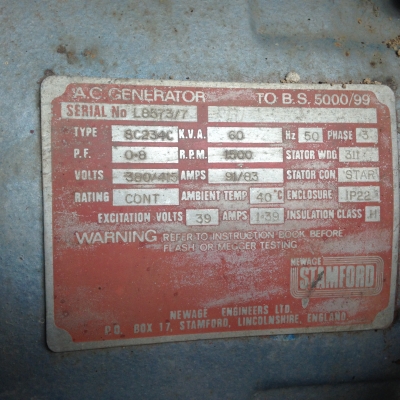 A.C. GENERATOR TO B.S. 5000/99
SERIAL No L8573/7
TYPE SC234C K.V.A. 60 Hz 50 PHASE 3
P.F. 0-8 R.P.M. 1500 STATOR WDG 311
VOLTS 380/415 AMPS 91/83 STATOR CON STAR
RATING CONT AMBIENT TEMP 40°C ENCLOSURE IP22
EXCITATION VOLTS 39 AMPS 1·39 INSULATION CLASS H
WARNING REFER TO INSTRUCTION BOOK BEFORE
FLASH OR MEGGER TESTING
NEWAGE
STAMFORD
NEWAGE ENGINEERS LTD.
P.O. BOX 17, STAMFORD, LINCOLNSHIRE, ENGLAND